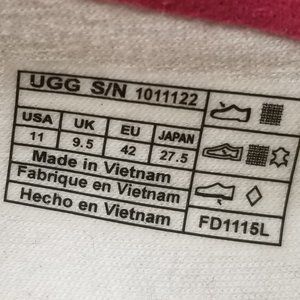 UGG S/N 1011122
USA UK EU JAPAN
11 9.5 42 27.5
Made in Vietnam
Fabrique en Vietnam
Hecho en Vietnam
FD1115L